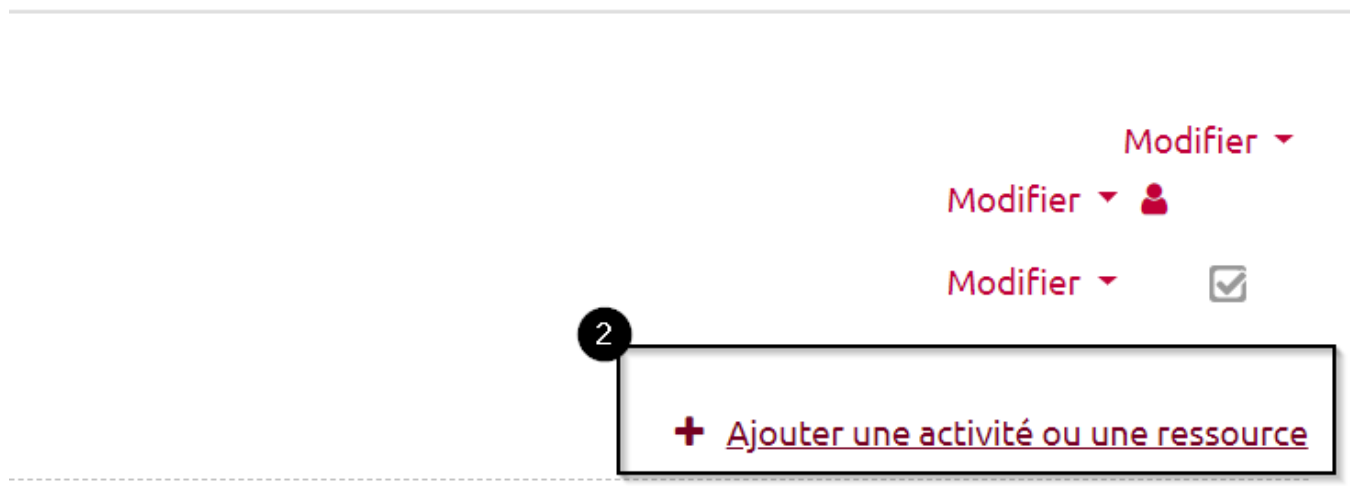 Modifier
Modifier
Modifier
2
Ajouter une activité ou une ressource